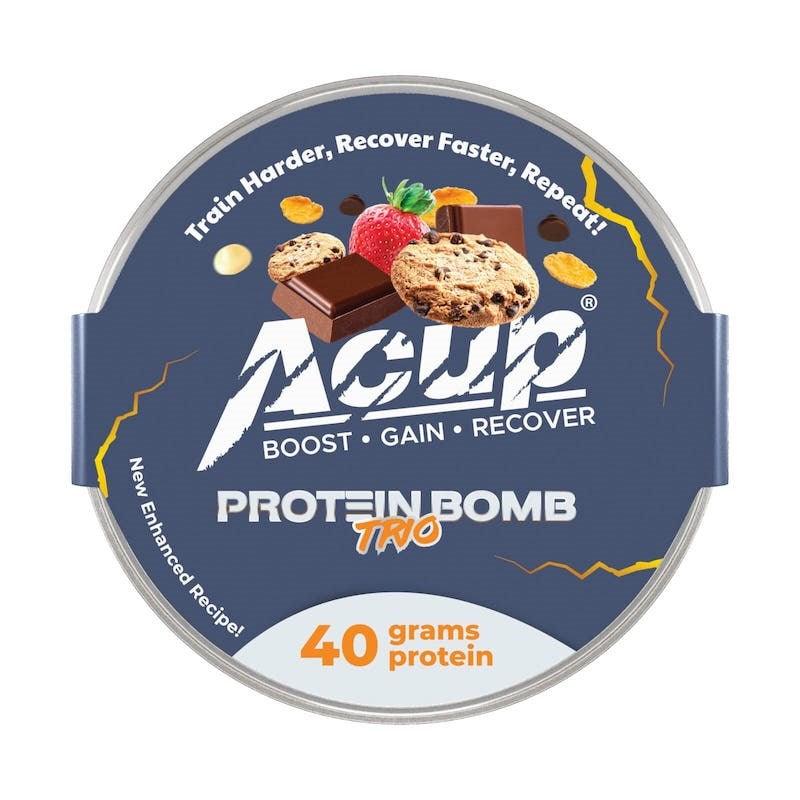 Train Harder, Recover Faster, Repeat!
Acup®
BOOST • GAIN • RECOVER
PROTEIN BOMB
TRIO
New Enhanced Recipe!
40 grams
protein